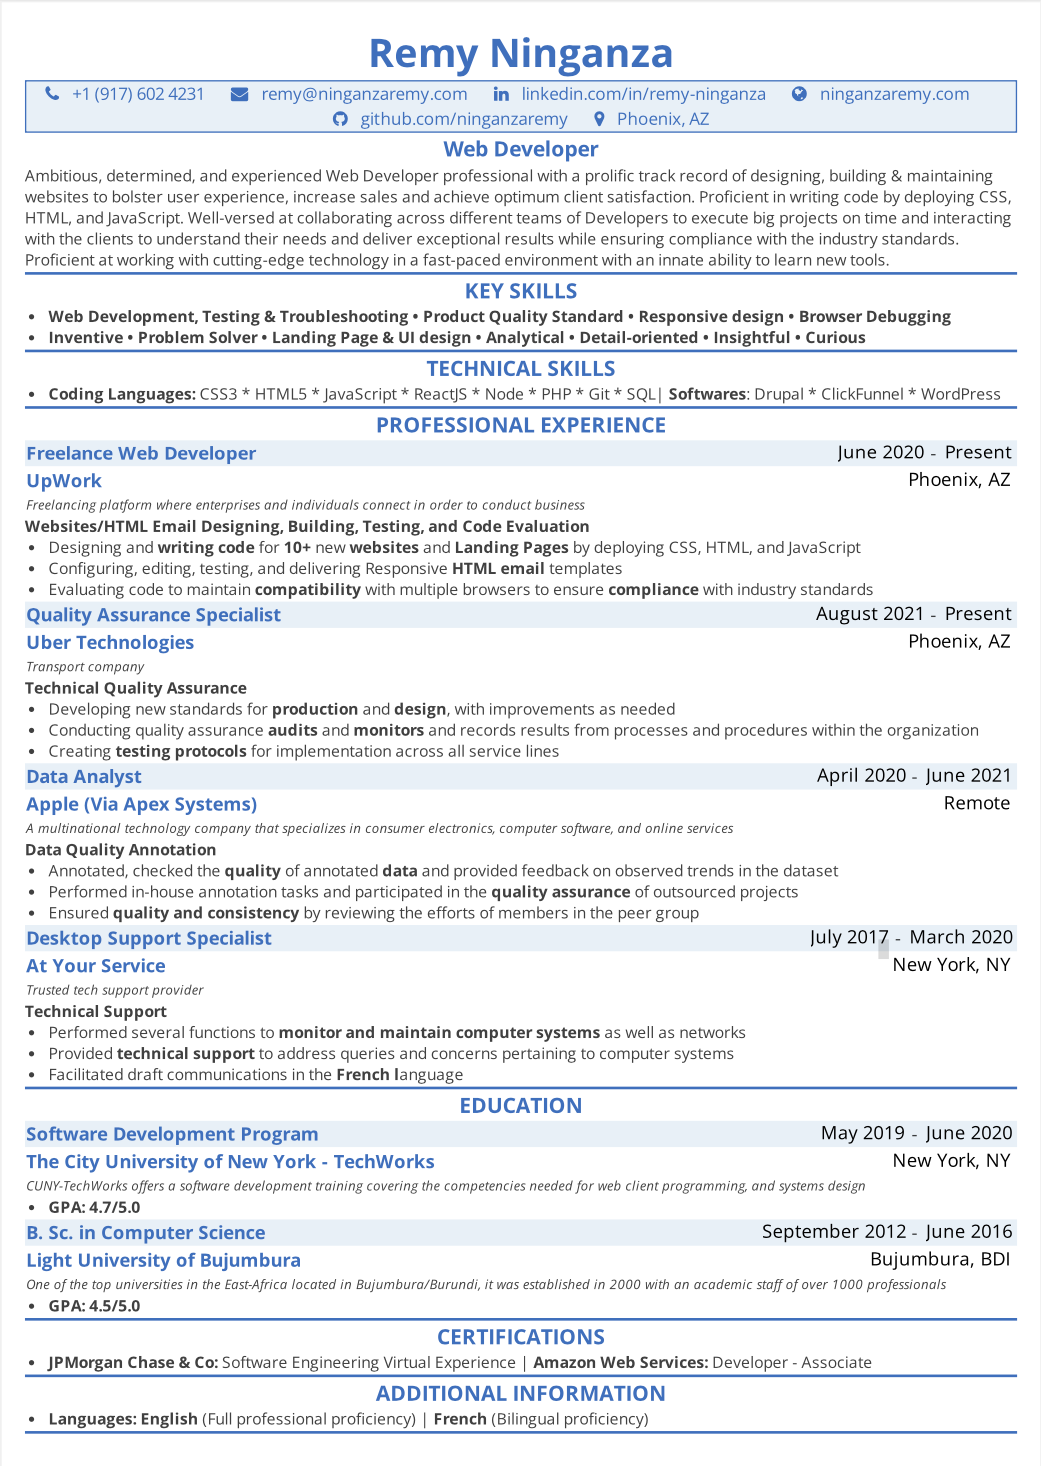 Remy Ninganza
+1 (917) 602 4231 remy@ninganzaremy.com linkedin.com/in/remy-ninganza ninganzaremy.com
github.com/ninganzaremy Phoenix, AZ
Web Developer
Ambitious, determined, and experienced Web Developer professional with a prolific track record of designing, building & maintaining
websites to bolster user experience, increase sales and achieve optimum client satisfaction. Proficient in writing code by deploying CSS,
HTML, and JavaScript. Well-versed at collaborating across different teams of Developers to execute big projects on time and interacting
with the clients to understand their needs and deliver exceptional results while ensuring compliance with the industry standards.
Proficient at working with cutting-edge technology in a fast-paced environment with an innate ability to learn new tools.
KEY SKILLS
• Web Development, Testing & Troubleshooting • Product Quality Standard • Responsive design • Browser Debugging
• Inventive • Problem Solver • Landing Page & UI design • Analytical • Detail-oriented • Insightful • Curious
TECHNICAL SKILLS
• Coding Languages: CSS3 * HTML5 * JavaScript * ReactJS * Node * PHP * Git * SQL| Softwares: Drupal * ClickFunnel * WordPress
PROFESSIONAL EXPERIENCE
Freelance Web Developer June 2020 - Present
UpWork Phoenix, AZ
Freelancing platform where enterprises and individuals connect in order to conduct business
Websites/HTML Email Designing, Building, Testing, and Code Evaluation
• Designing and writing code for 10+ new websites and Landing Pages by deploying CSS, HTML, and JavaScript
• Configuring, editing, testing, and delivering Responsive HTML email templates
• Evaluating code to maintain compatibility with multiple browsers to ensure compliance with industry standards
Quality Assurance Specialist August 2021 - Present
Uber Technologies Phoenix, AZ
Transport company
Technical Quality Assurance
• Developing new standards for production and design, with improvements as needed
• Conducting quality assurance audits and monitors and records results from processes and procedures within the organization
• Creating testing protocols for implementation across all service lines
Data Analyst April 2020 - June 2021
Apple (Via Apex Systems) Remote
A multinational technology company that specializes in consumer electronics, computer software, and online services
Data Quality Annotation
• Annotated, checked the quality of annotated data and provided feedback on observed trends in the dataset
• Performed in-house annotation tasks and participated in the quality assurance of outsourced projects
• Ensured quality and consistency by reviewing the efforts of members in the peer group
Desktop Support Specialist July 2017 - March 2020
At Your Service New York, NY
Trusted tech support provider
Technical Support
• Performed several functions to monitor and maintain computer systems as well as networks
• Provided technical support to address queries and concerns pertaining to computer systems
• Facilitated draft communications in the French language
EDUCATION
Software Development Program May 2019 - June 2020
The City University of New York - TechWorks New York, NY
CUNY-TechWorks offers a software development training covering the competencies needed for web client programming, and systems design
• GPA: 4.7/5.0
B. Sc. in Computer Science September 2012 - June 2016
Light University of Bujumbura Bujumbura, BDI
One of the top universities in the East-Africa located in Bujumbura/Burundi, it was established in 2000 with an academic staff of over 1000 professionals
• GPA: 4.5/5.0
CERTIFICATIONS
• JPMorgan Chase & Co: Software Engineering Virtual Experience | Amazon Web Services: Developer - Associate
ADDITIONAL INFORMATION
• Languages: English (Full professional proficiency) | French (Bilingual proficiency)